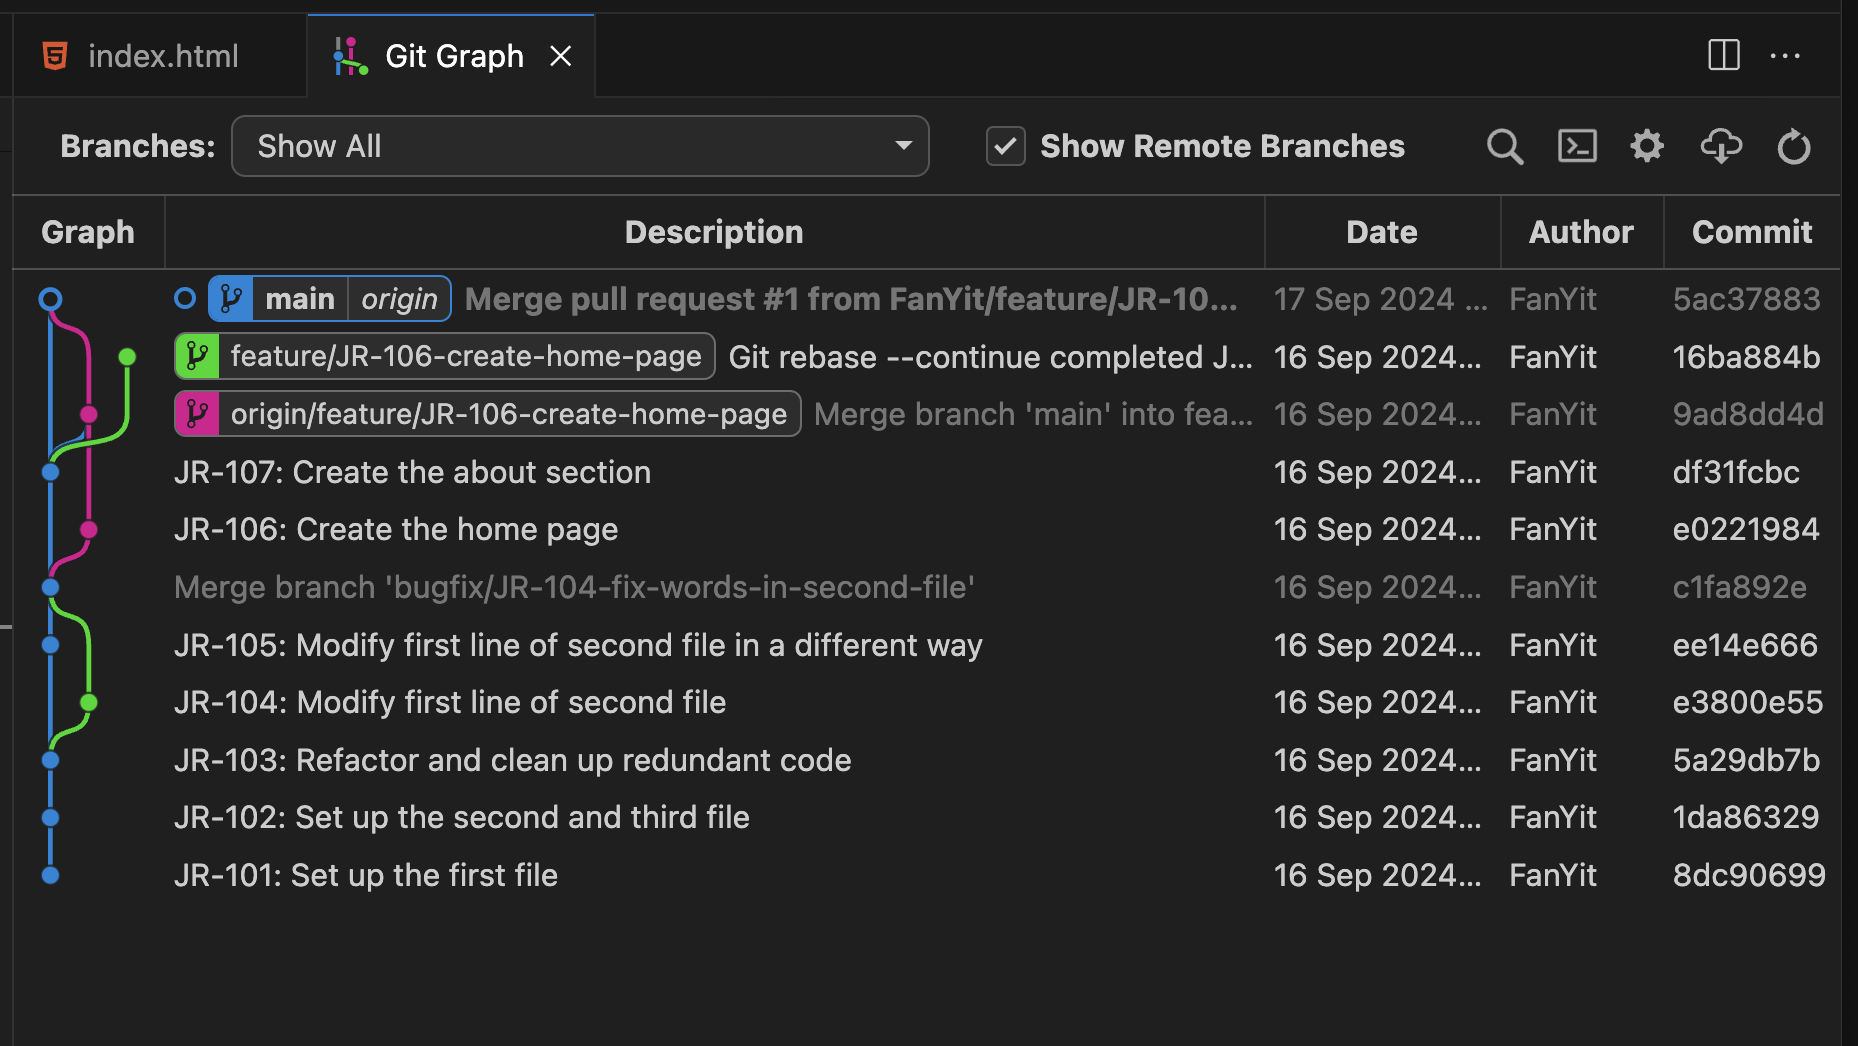 index.html Git Graph
Branches: Show All Show Remote Branches
Graph Description Date Author Commit
main origin Merge pull request #1 from FanYit/feature/JR-10... 17 Sep 2024 ... FanYit 5ac37883
feature/JR-106-create-home-page Git rebase --continue completed J... 16 Sep 2024... FanYit 16ba884b
origin/feature/JR-106-create-home-page Merge branch 'main' into fea... 16 Sep 2024... FanYit 9ad8dd4d
JR-107: Create the about section 16 Sep 2024... FanYit df31fcbc
JR-106: Create the home page 16 Sep 2024... FanYit e0221984
Merge branch 'bugfix/JR-104-fix-words-in-second-file' 16 Sep 2024... FanYit c1fa892e
JR-105: Modify first line of second file in a different way 16 Sep 2024... FanYit ee14e666
JR-104: Modify first line of second file 16 Sep 2024... FanYit e3800e55
JR-103: Refactor and clean up redundant code 16 Sep 2024... FanYit 5a29db7b
JR-102: Set up the second and third file 16 Sep 2024... FanYit 1da86329
JR-101: Set up the first file 16 Sep 2024... FanYit 8dc90699